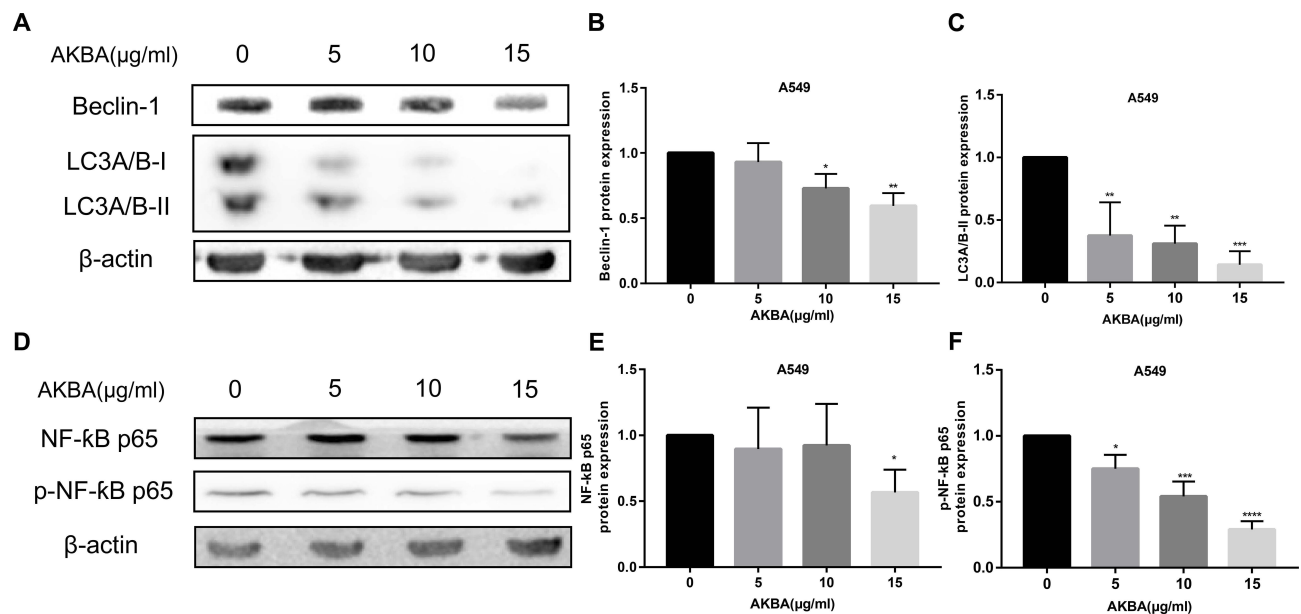 A
AKBA(µg/ml) 0 5 10 15
Beclin-1
LC3A/B-I
LC3A/B-II
β-actin
B
A549
Beclin-1 protein expression
1.5
1.0
0.5
0.0
* **
0 5 10 15
AKBA(µg/ml)
C
A549
LC3A/B-II protein expression
1.5
1.0
0.5
0.0
** ** ***
0 5 10 15
AKBA(µg/ml)
D
AKBA(µg/ml) 0 5 10 15
NF-ƙB p65
p-NF-ƙB p65
β-actin
E
A549
NF-kB p65
protein expression
1.5
1.0
0.5
0.0
*
0 5 10 15
AKBA(µg/ml)
F
A549
p-NF-kB p65
protein expression
1.5
1.0
0.5
0.0
* *** ****
0 5 10 15
AKBA(µg/ml)